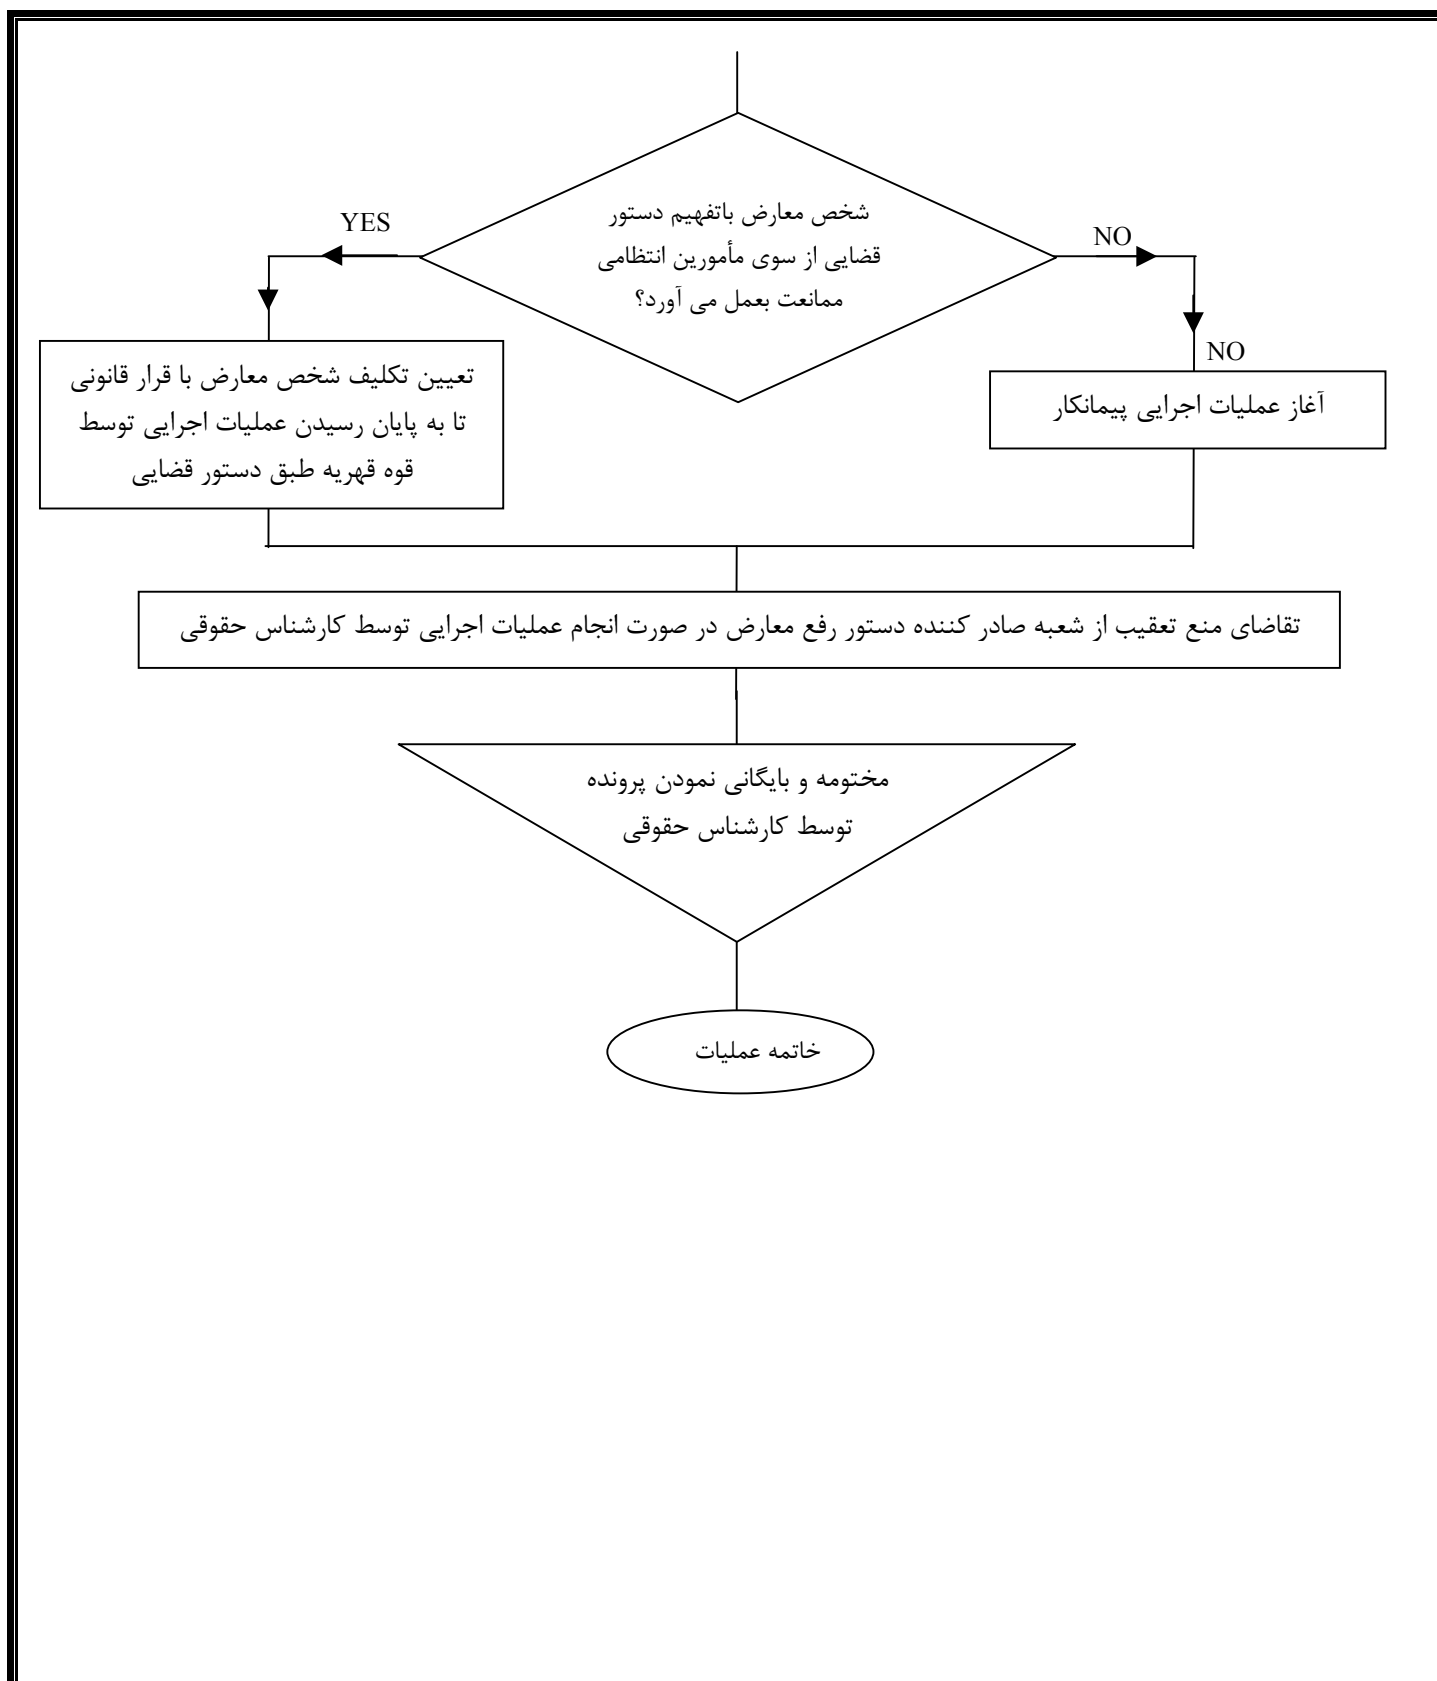 شخص معارض باتفهیم دستور
قضایی از سوی مأمورین انتظامی
ممانعت بعمل می آورد؟
YES
NO
NO
تعیین تکلیف شخص معارض با قرار قانونی
تا به پایان رسیدن عملیات اجرایی توسط
قوه قهریه طبق دستور قضایی
آغاز عملیات اجرایی پیمانکار
تقاضای منع تعقیب از شعبه صادر کننده دستور رفع معارض در صورت انجام عملیات اجرایی توسط کارشناس حقوقی
مختومه و بایگانی نمودن پرونده
توسط کارشناس حقوقی
خاتمه عملیات